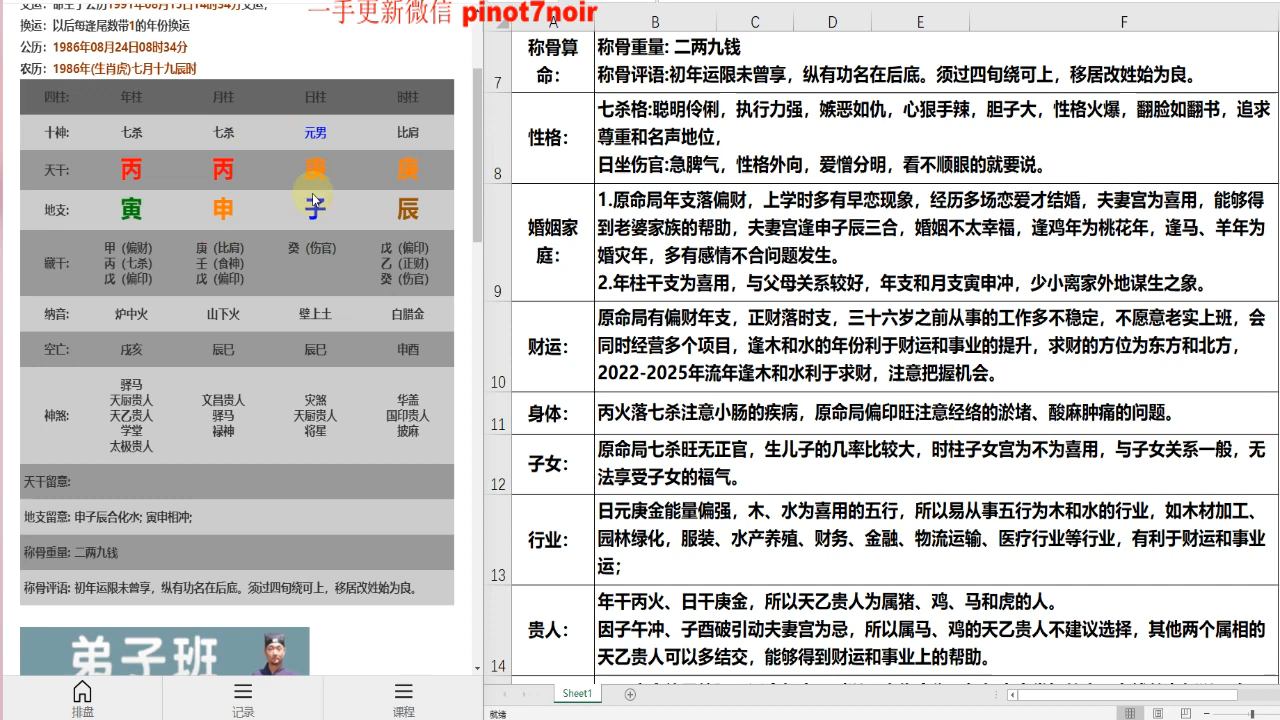 一手更新微信 pinot7noir
交运: 命主于公历1991年08月15日14时34分交运,
换运: 以后每逢尾数带1的年份换运
公历: 1986年08月24日08时34分
农历: 1986年(生肖虎)七月十九辰时
四柱: 年柱 月柱 日柱 时柱
十神: 七杀 七杀 元男 比肩
天干: 丙 丙 庚 庚
地支: 寅 申 子 辰
藏干: 甲 (偏财) 庚 (比肩) 癸 (伤官) 戊 (偏印)
丙 (七杀) 壬 (食神) 乙 (正财)
戊 (偏印) 戊 (偏印) 癸 (伤官)
纳音: 炉中火 山下火 壁上土 白腊金
空亡: 戌亥 辰巳 辰巳 申酉
神煞:
驿马
天厨贵人 文昌贵人 灾煞 华盖
天乙贵人 驿马 天厨贵人 国印贵人
学堂 禄神 将星 披麻
太极贵人
天干留意:
地支留意: 申子辰合化水; 寅申相冲;
称骨重量: 二两九钱
称骨评语: 初年运限未曾享，纵有功名在后底。须过四旬绕可上，移居改姓始为良。
弟子班
排盘 记录 课程
A B C D E F
7 称骨算命：
称骨重量: 二两九钱
称骨评语:初年运限未曾享，纵有功名在后底。须过四旬绕可上，移居改姓始为良。
8 性格：
七杀格:聪明伶俐，执行力强，嫉恶如仇，心狠手辣，胆子大，性格火爆，翻脸如翻书，追求
尊重和名声地位，
日坐伤官:急脾气，性格外向，爱憎分明，看不顺眼的就要说。
9 婚姻家庭：
1.原命局年支落偏财，上学时多有早恋现象，经历多场恋爱才结婚，夫妻宫为喜用，能够得
到老婆家族的帮助，夫妻宫逢申子辰三合，婚姻不太幸福，逢鸡年为桃花年，逢马、羊年为
婚灾年，多有感情不合问题发生。
2.年柱干支为喜用，与父母关系较好，年支和月支寅申冲，少小离家外地谋生之象。
10 财运：
原命局有偏财年支，正财落时支，三十六岁之前从事的工作多不稳定，不愿意老实上班，会
同时经营多个项目，逢木和水的年份利于财运和事业的提升，求财的方位为东方和北方，
2022-2025年流年逢木和水利于求财，注意把握机会。
11 身体：
丙火落七杀注意小肠的疾病，原命局偏印旺注意经络的淤堵、酸麻肿痛的问题。
12 子女：
原命局七杀旺无正官，生儿子的几率比较大，时柱子女宫为不为喜用，与子女关系一般，无
法享受子女的福气。
13 行业：
日元庚金能量偏强，木、水为喜用的五行，所以易从事五行为木和水的行业，如木材加工、
园林绿化，服装、水产养殖、财务、金融、物流运输、医疗行业等行业，有利于财运和事业
运；
14 贵人：
年干丙火、日干庚金，所以天乙贵人为属猪、鸡、马和虎的人。
因子午冲、子酉破引动夫妻宫为忌，所以属马、鸡的天乙贵人不建议选择，其他两个属相的
天乙贵人可以多结交，能够得到财运和事业上的帮助。
Sheet1
就绪